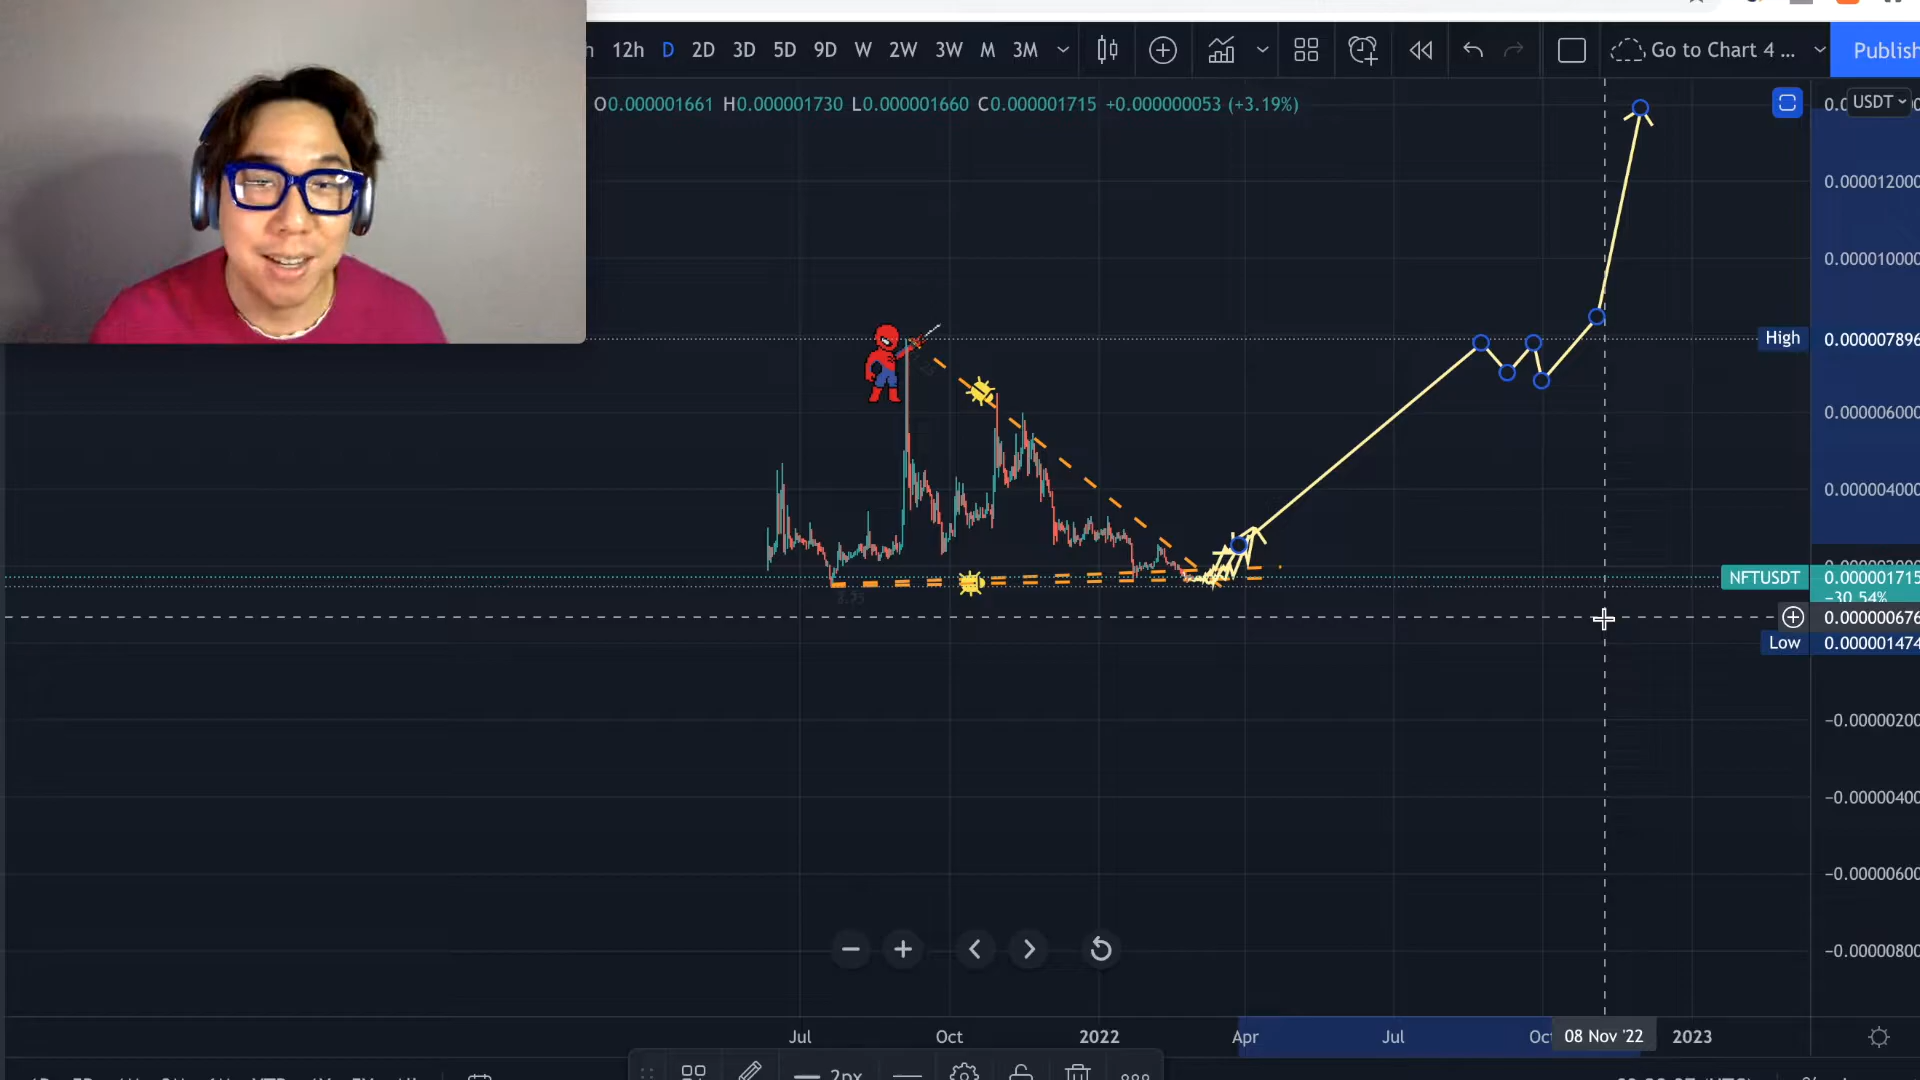 12h D 2D 3D 5D 9D W 2W 3W M 3M Go to Chart 4 ... Publish
O0.000001661 H0.000001730 L0.000001660 C0.000001715 +0.000000053 (+3.19%)
USDT
0.000012000
0.000010000
High 0.000007896
0.000006000
0.000004000
NFTUSDT 0.000001715
−30.54%
0.000000676
Low 0.000001474
−0.00000200
−0.00000400
−0.00000600
−0.00000800
Jul Oct 2022 Apr Jul Oct 08 Nov '22 2023
2px